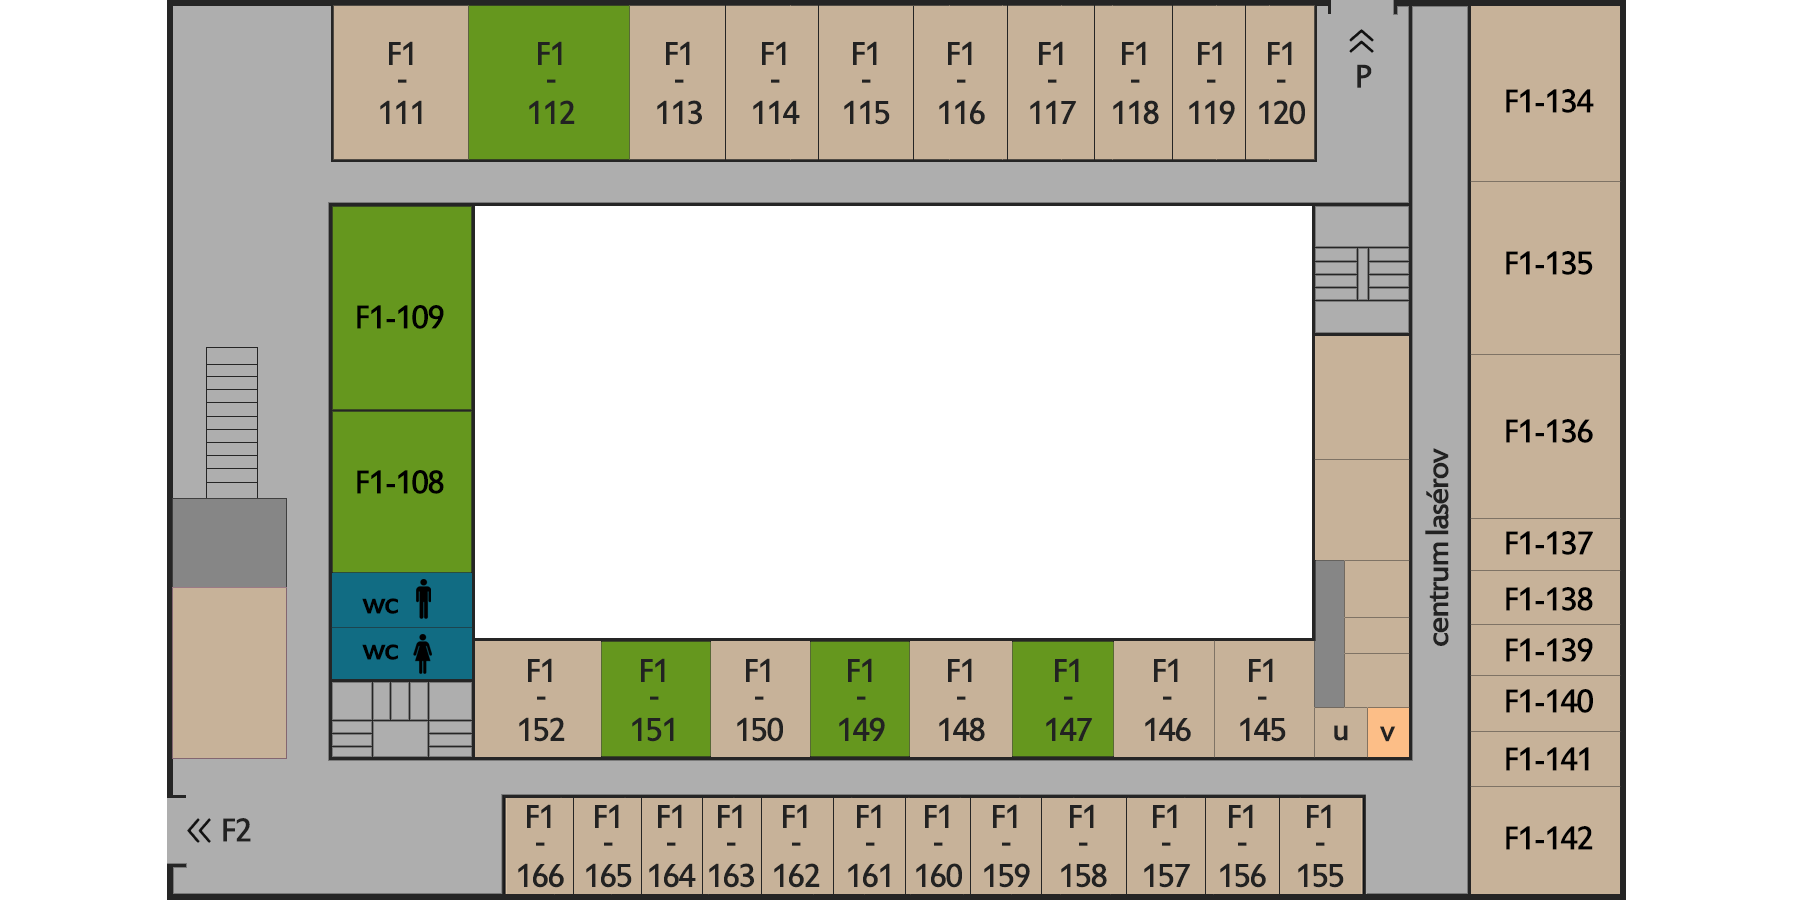 F1
-
111
F1
-
112
F1
-
113
F1
-
114
F1
-
115
F1
-
116
F1
-
117
F1
-
118
F1
-
119
F1
-
120
P
F1-134
F1-135
F1-136
F1-137
F1-138
F1-139
F1-140
F1-141
F1-142
centrum lasérov
F1-109
F1-108
wc
wc
F1
-
152
F1
-
151
F1
-
150
F1
-
149
F1
-
148
F1
-
147
F1
-
146
F1
-
145
u
v
F2
F1
-
166
F1
-
165
F1
-
164
F1
-
163
F1
-
162
F1
-
161
F1
-
160
F1
-
159
F1
-
158
F1
-
157
F1
-
156
F1
-
155